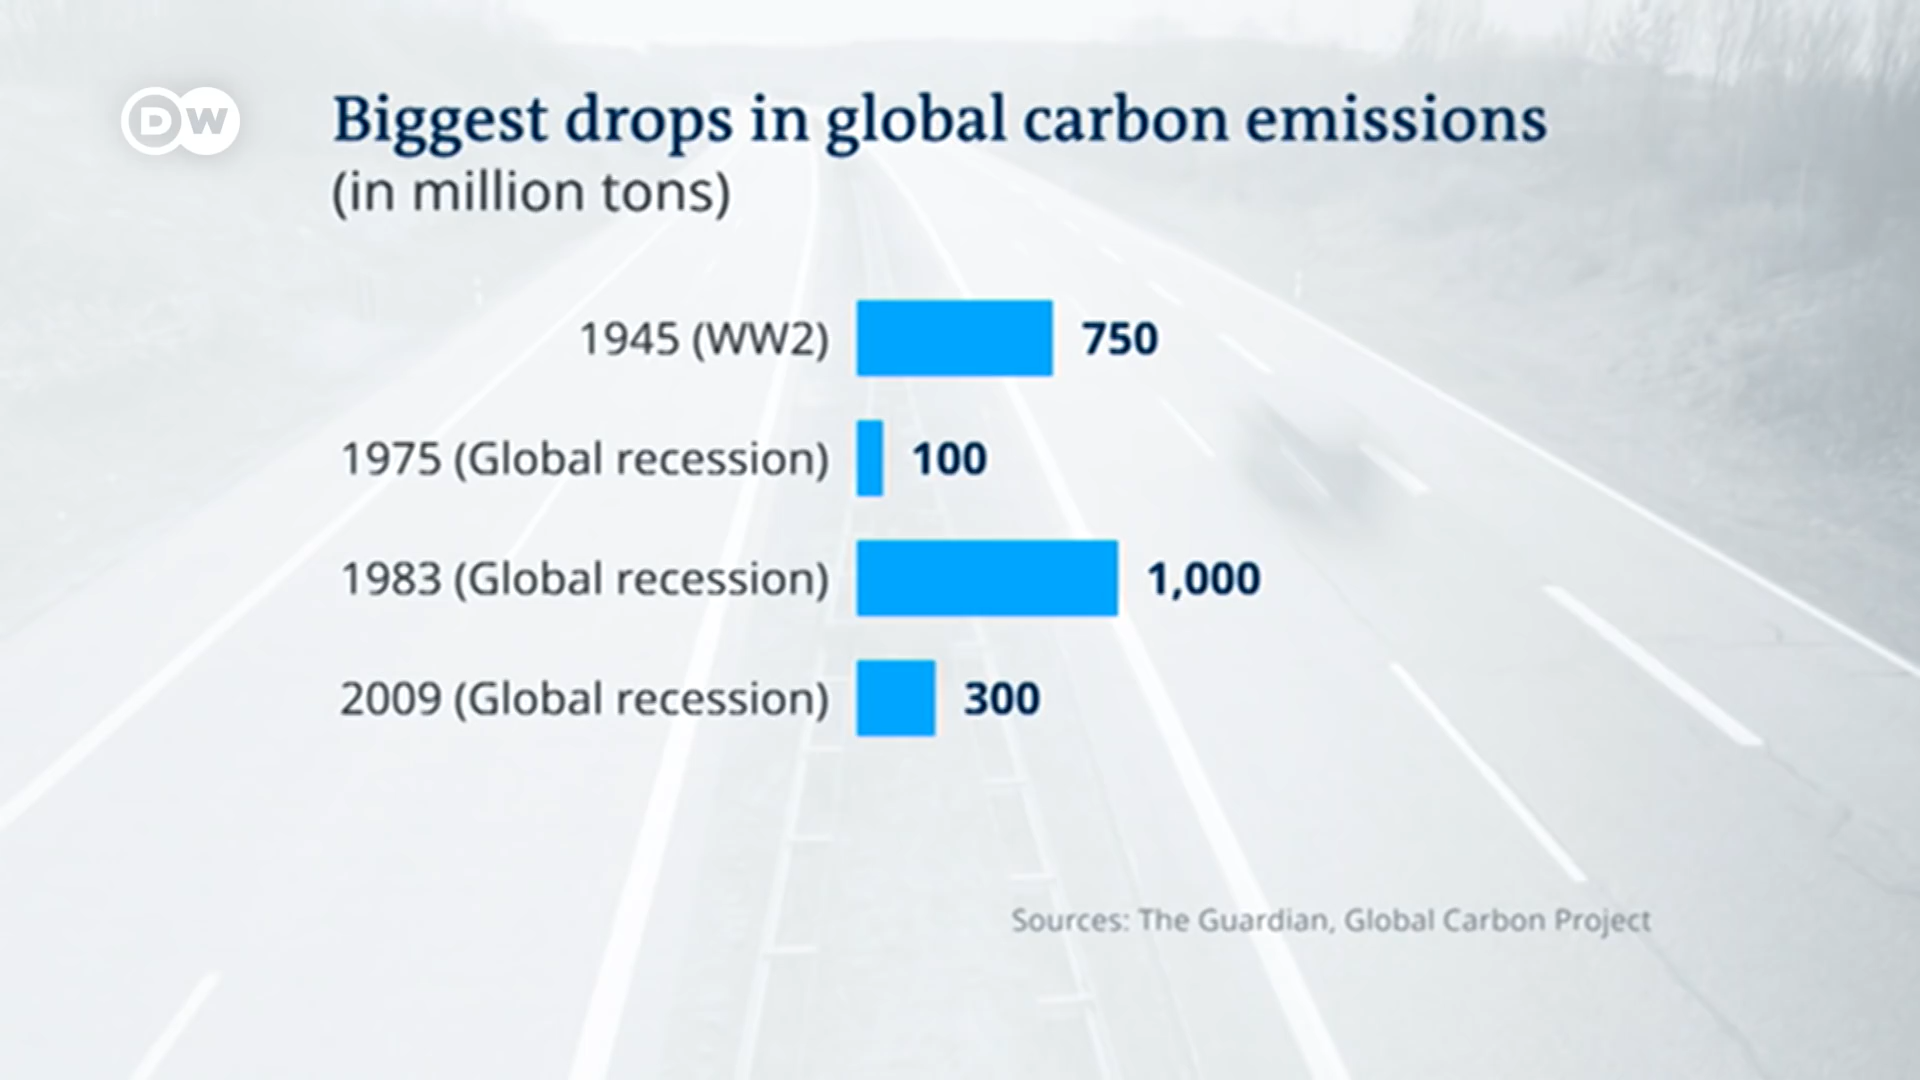 DW
Biggest drops in global carbon emissions
(in million tons)
1945 (WW2) 750
1975 (Global recession) 100
1983 (Global recession) 1,000
2009 (Global recession) 300
Sources: The Guardian, Global Carbon Project